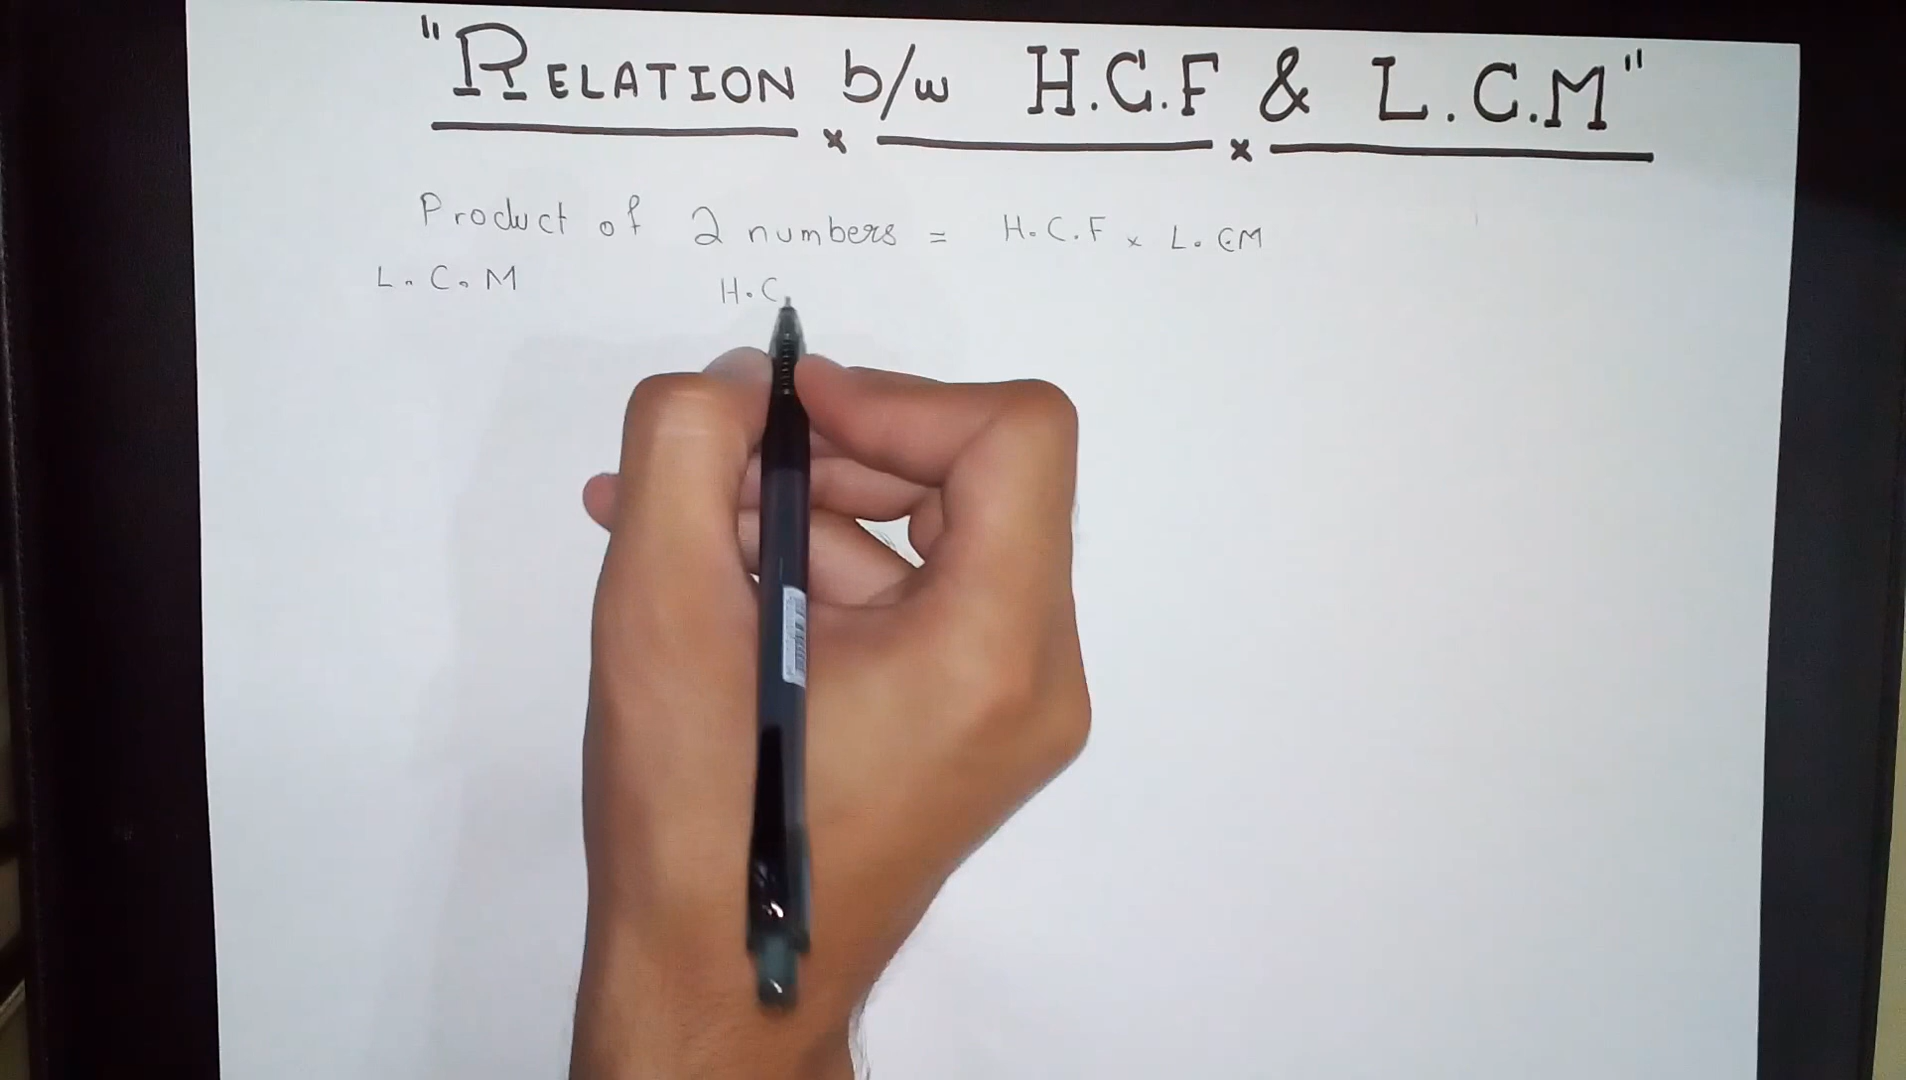 "RELATION b/w H.C.F & L.C.M"
Product of 2 numbers = H.C.F × L.CM
L.C.M H.C.